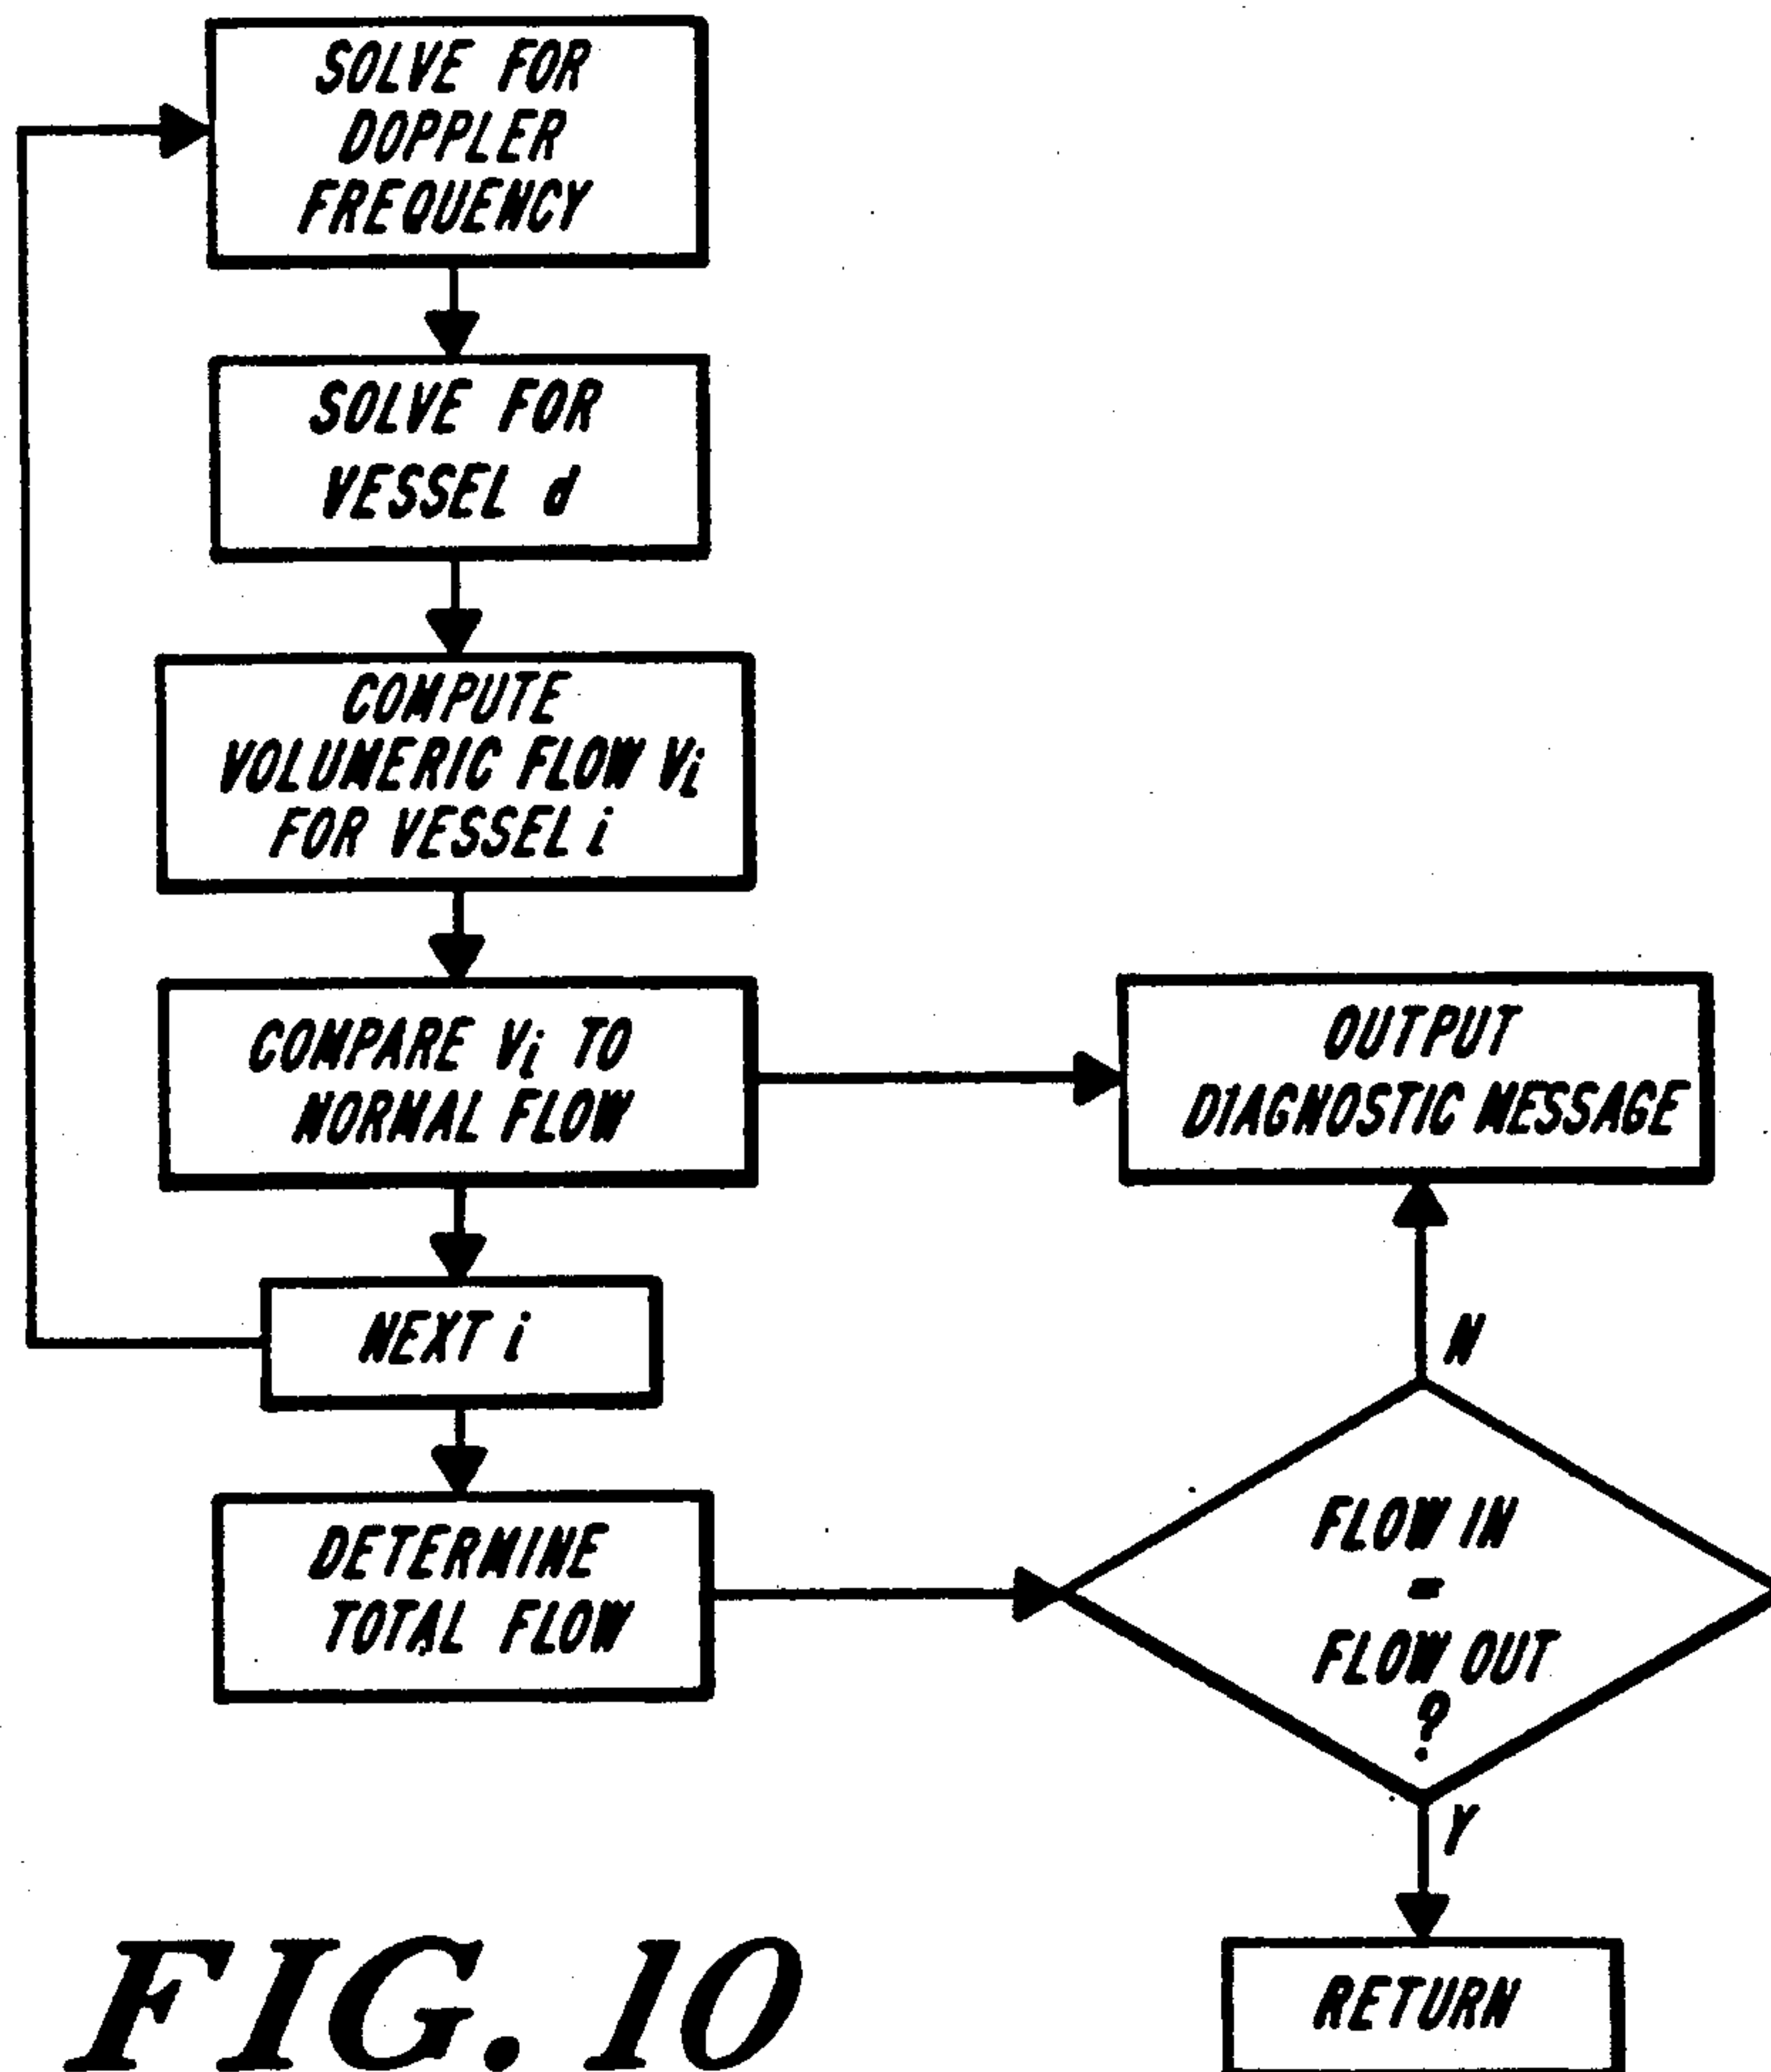 SOLVE FOR
DOPPLER
FREQUENCY
SOLVE FOR
VESSEL d
COMPUTE
VOLUMERIC FLOW Vi
FOR VESSEL i
COMPARE Vi TO
NORMAL FLOW
OUTPUT
DIAGNOSTIC MESSAGE
NEXT i
N
DETERMINE
TOTAL FLOW
FLOW IN
=
FLOW OUT
?
Y
RETURN
FIG. 10